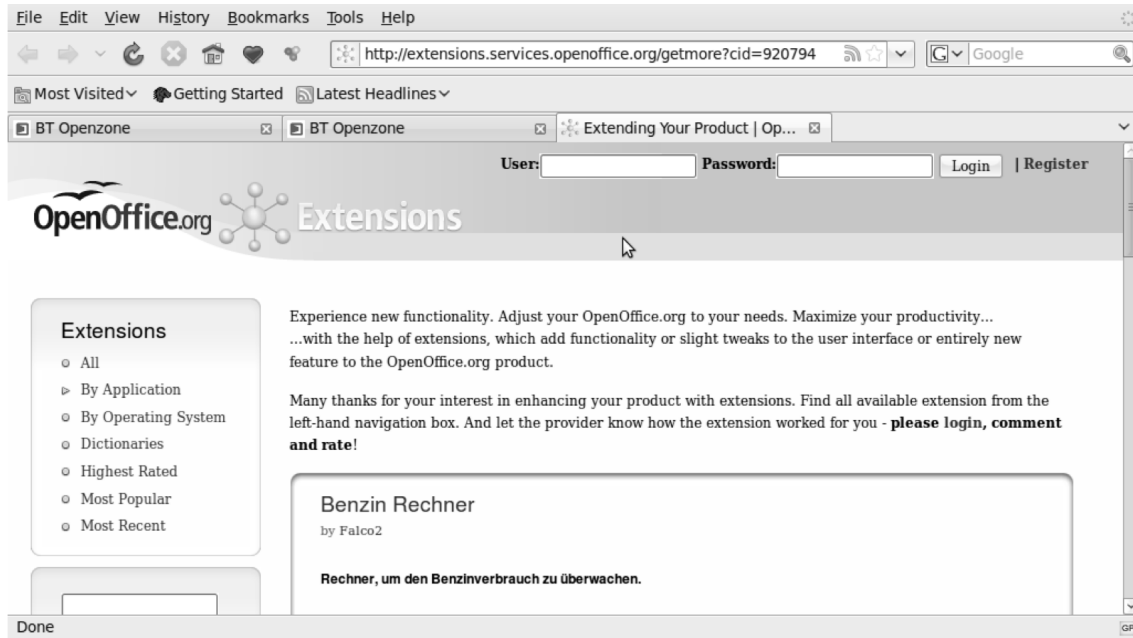 File Edit View History Bookmarks Tools Help
http://extensions.services.openoffice.org/getmore?cid=920794
G Google
Most Visited Getting Started Latest Headlines
BT Openzone BT Openzone Extending Your Product | Op...
User: Password: Login | Register
OpenOffice.org Extensions
Extensions
All
By Application
By Operating System
Dictionaries
Highest Rated
Most Popular
Most Recent
Experience new functionality. Adjust your OpenOffice.org to your needs. Maximize your productivity...
...with the help of extensions, which add functionality or slight tweaks to the user interface or entirely new
feature to the OpenOffice.org product.
Many thanks for your interest in enhancing your product with extensions. Find all available extension from the
left-hand navigation box. And let the provider know how the extension worked for you - please login, comment
and rate!
Benzin Rechner
by Falco2
Rechner, um den Benzinverbrauch zu überwachen.
Done